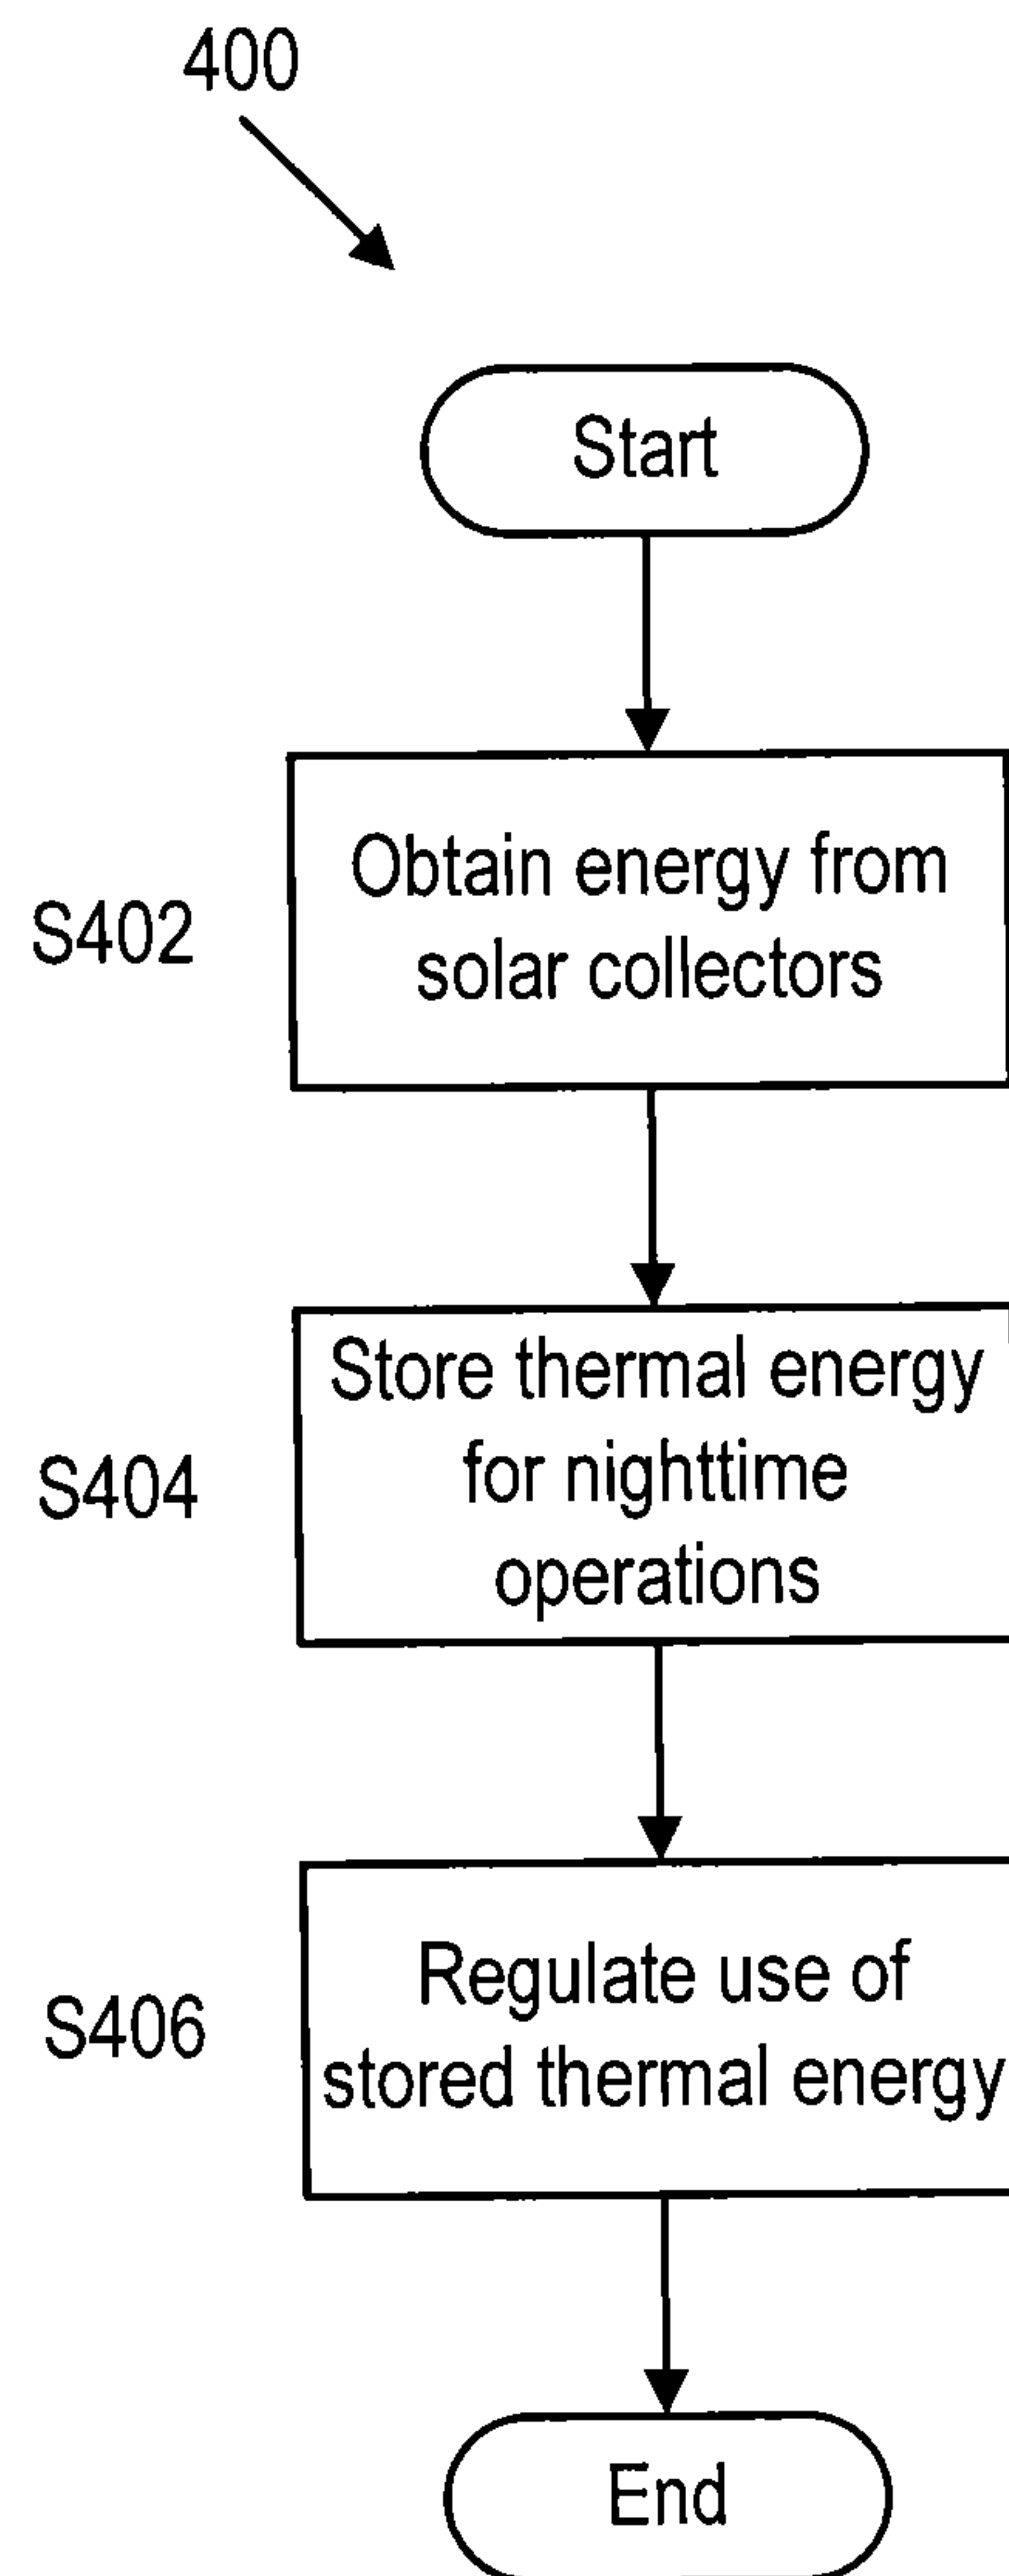 400
Start
S402
Obtain energy from
solar collectors
S404
Store thermal energy
for nighttime
operations
S406
Regulate use of
stored thermal energy
End